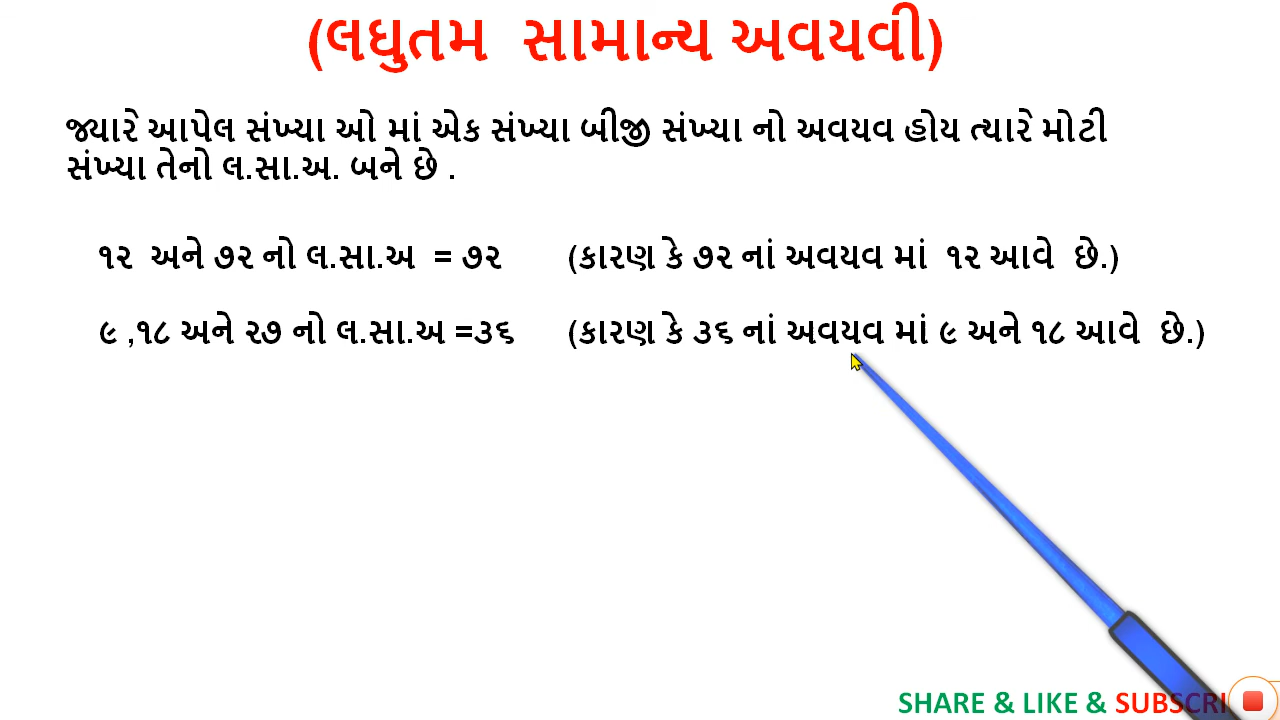 (લઘુતમ સામાન્ય અવયવી)
જ્યારે આપેલ સંખ્યા ઓ માં એક સંખ્યા બીજી સંખ્યા નો અવયવ હોય ત્યારે મોટી
સંખ્યા તેનો લ.સા.અ. બને છે .
૧૨ અને ૭૨ નો લ.સા.અ = ૭૨ (કારણ કે ૭૨ નાં અવયવ માં ૧૨ આવે છે.)
૯ ,૧૮ અને ૨૭ નો લ.સા.અ =૩૬ (કારણ કે ૩૬ નાં અવયવ માં ૯ અને ૧૮ આવે છે.)
SHARE & LIKE & SUBSCRI